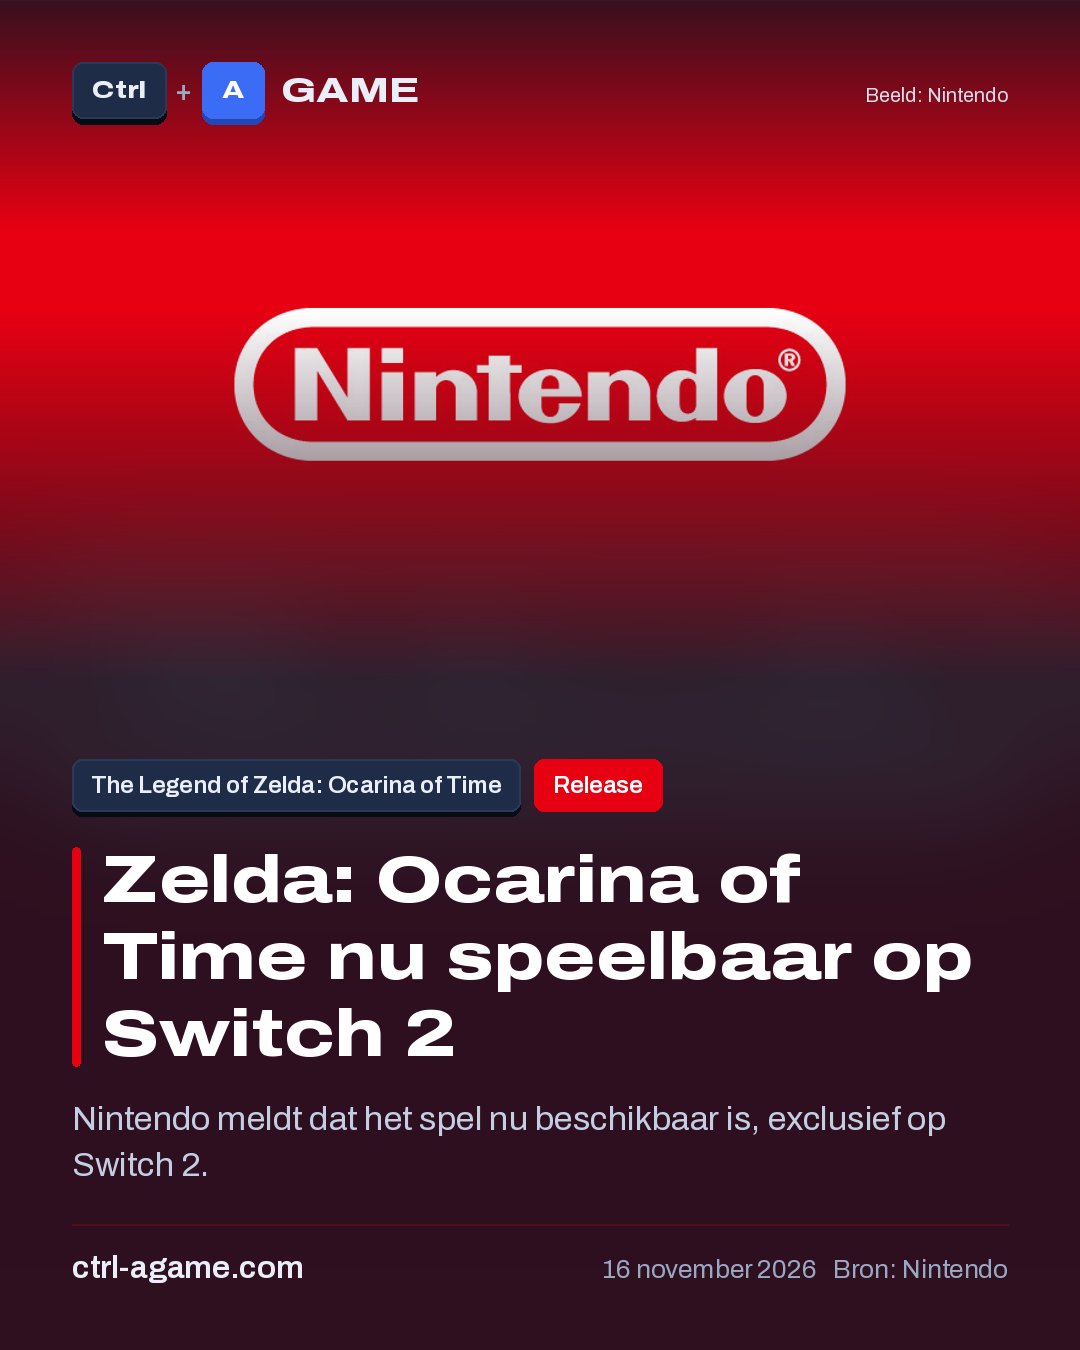 Ctrl + A GAME
Beeld: Nintendo
Nintendo®
The Legend of Zelda: Ocarina of Time
Release
Zelda: Ocarina of
Time nu speelbaar op
Switch 2
Nintendo meldt dat het spel nu beschikbaar is, exclusief op
Switch 2.
ctrl-agame.com
16 november 2026 Bron: Nintendo